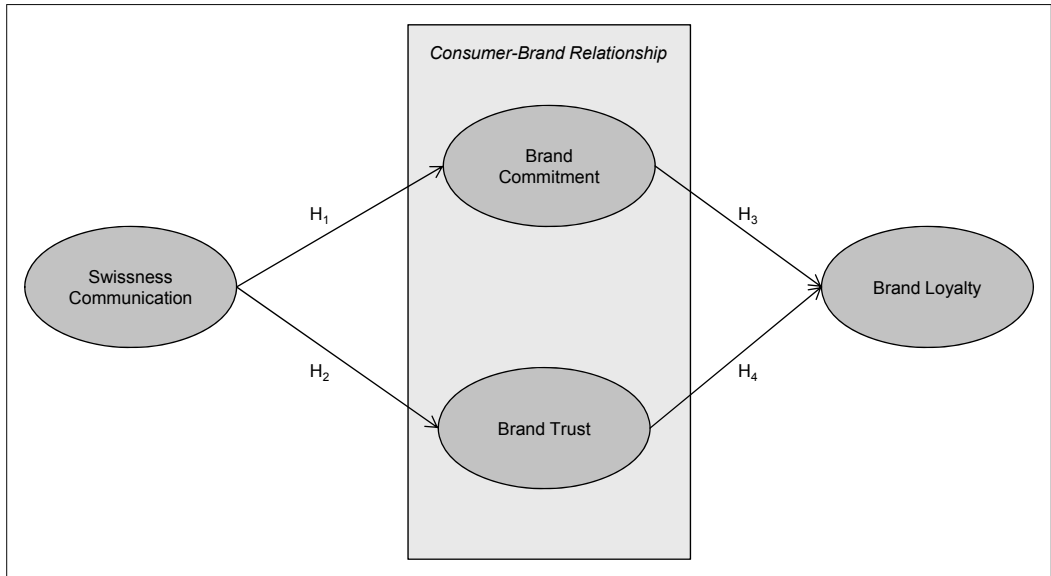 Consumer-Brand Relationship
Brand
Commitment
H₁
H₃
Swissness
Communication
Brand Loyalty
H₂
H₄
Brand Trust